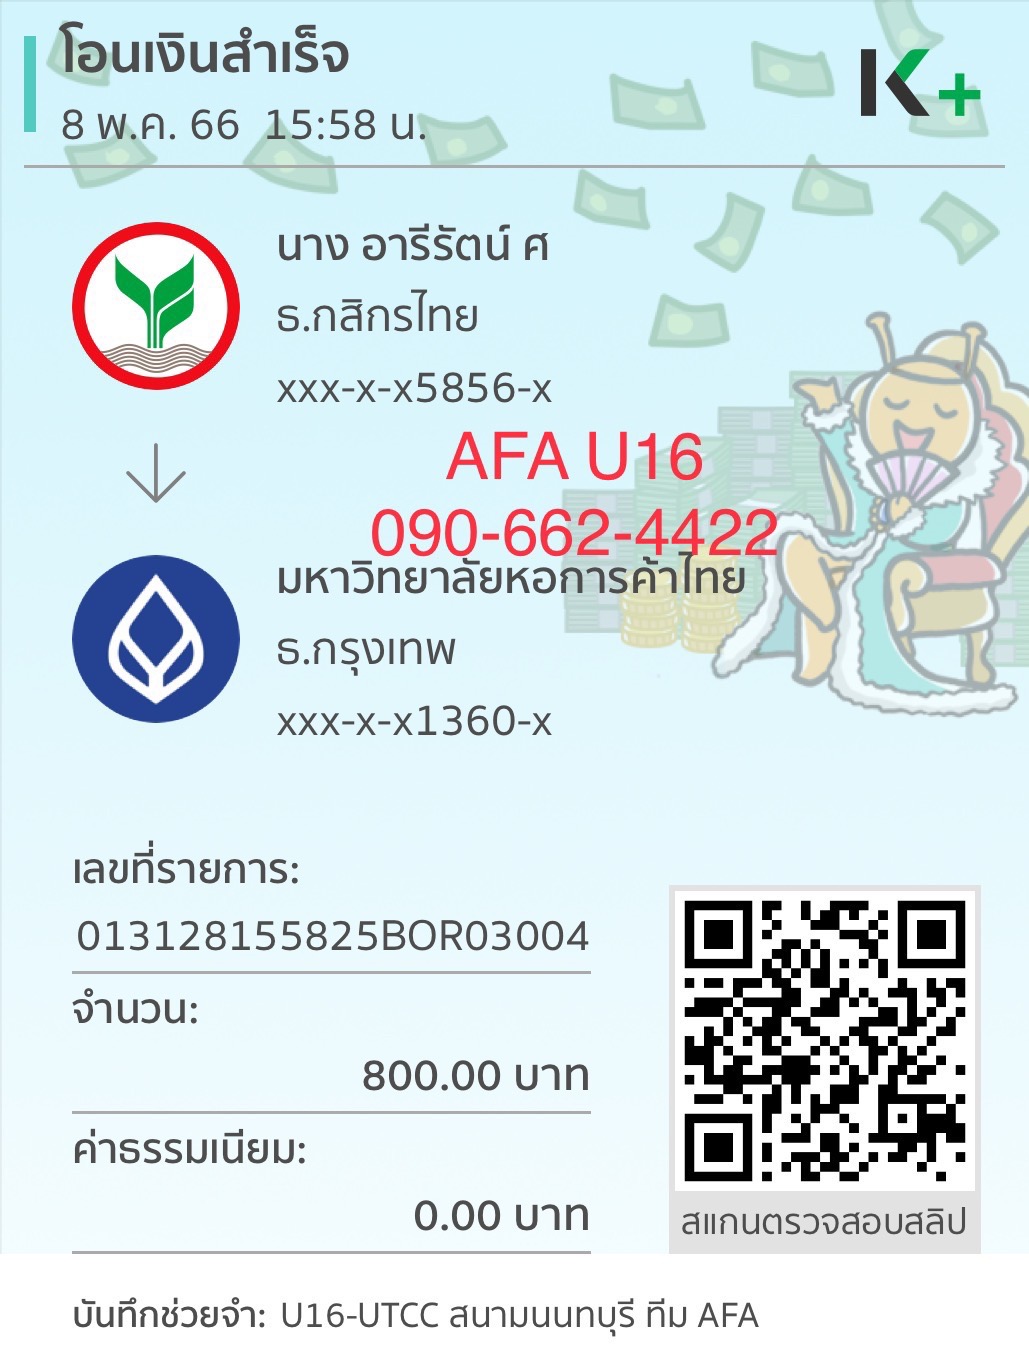 โอนเงินสำเร็จ
8 พ.ค. 66 15:58 น.
K+
นาง อารีรัตน์ ศ
ธ.กสิกรไทย
xxx-x-x5856-x
AFA U16
090-662-4422
มหาวิทยาลัยหอการค้าไทย
ธ.กรุงเทพ
xxx-x-x1360-x
เลขที่รายการ:
013128155825BOR03004
จำนวน:
800.00 บาท
ค่าธรรมเนียม:
0.00 บาท
สแกนตรวจสอบสลิป
บันทึกช่วยจำ: U16-UTCC สนามนนทบุรี ทีม AFA